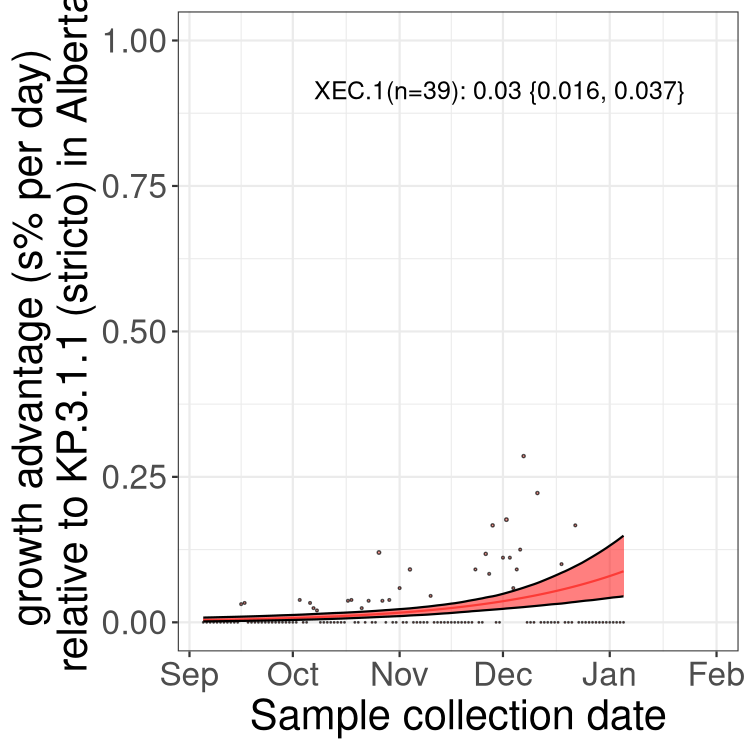 growth advantage (s% per day)
relative to KP.3.1.1 (stricto) in Alberta
1.00
0.75
0.50
0.25
0.00
XEC.1(n=39): 0.03 {0.016, 0.037}
Sep Oct Nov Dec Jan Feb
Sample collection date